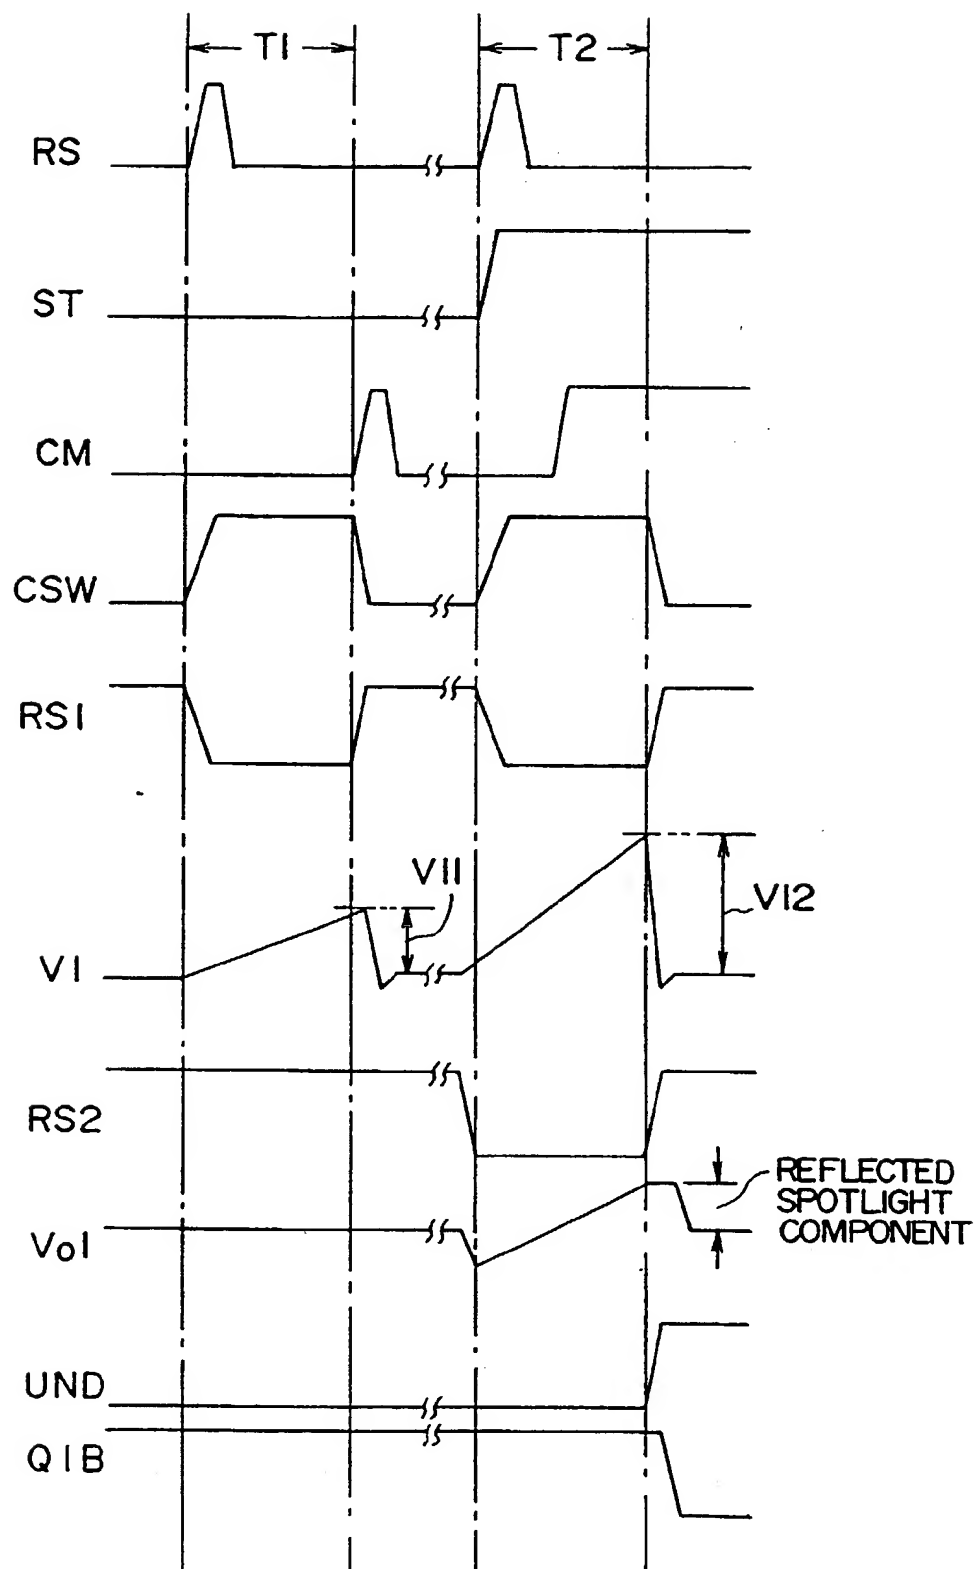 T1
T2
RS
ST
CM
CSW
RS1
V11
V12
V1
RS2
REFLECTED
SPOTLIGHT
COMPONENT
Vo1
UND
Q1B